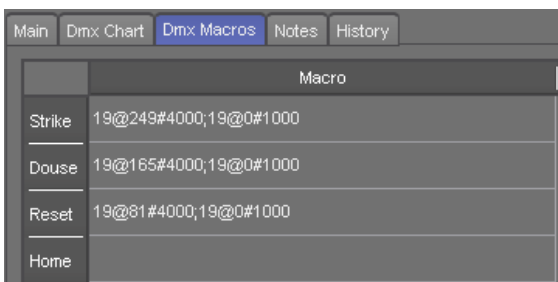 Main Dmx Chart Dmx Macros Notes History
Macro
Strike 19@249#4000;19@0#1000
Douse 19@165#4000;19@0#1000
Reset 19@81#4000;19@0#1000
Home